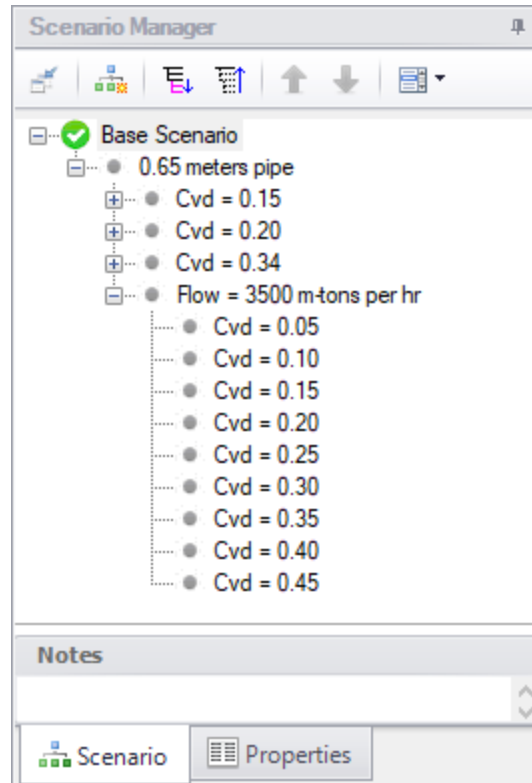 Scenario Manager
Base Scenario
0.65 meters pipe
Cvd = 0.15
Cvd = 0.20
Cvd = 0.34
Flow = 3500 m-tons per hr
Cvd = 0.05
Cvd = 0.10
Cvd = 0.15
Cvd = 0.20
Cvd = 0.25
Cvd = 0.30
Cvd = 0.35
Cvd = 0.40
Cvd = 0.45
Notes
Scenario Properties